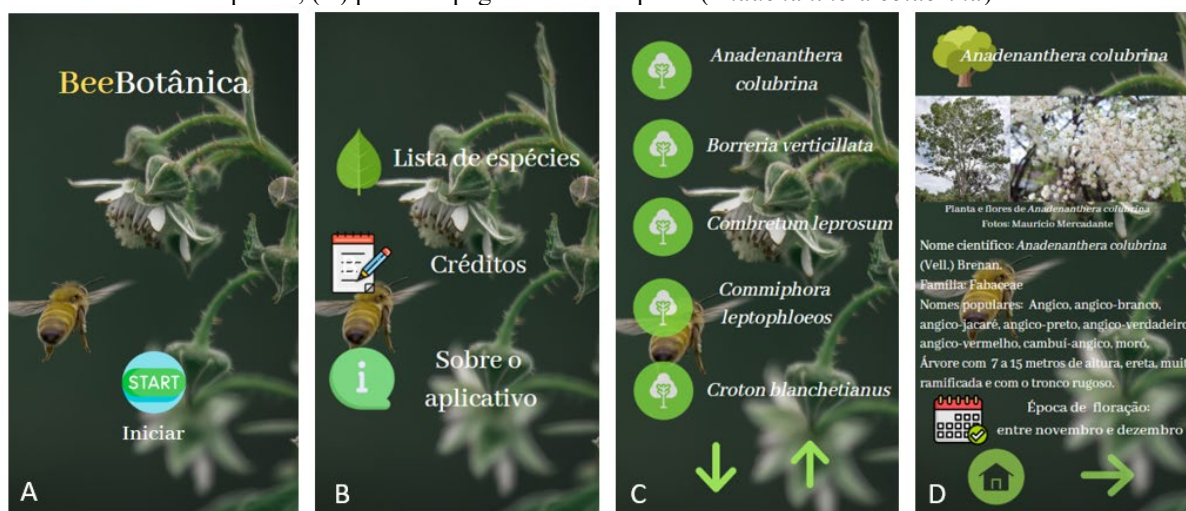 BeeBotânica
START
Iniciar
A
Lista de espécies
Créditos
i
Sobre o
aplicativo
B
Anadenanthera
colubrina
Borreria verticillata
Combretum leprosum
Commiphora
leptophloeos
Croton blanchetianus
C
Anadenanthera colubrina
Planta e flores de Anadenanthera colubrina
Fotos: Maurício Mercadante
Nome científico: Anadenanthera colubrina
(Vell.) Brenan.
Família: Fabaceae
Nomes populares: Angico, angico-branco,
angico-jacaré, angico-preto, angico-verdadeiro
angico-vermelho, cambuí-angico, moró,
Árvore com 7 a 15 metros de altura, ereta, muit
ramificada e com o tronco rugoso.
Época de floração:
entre novembro e dezembro
D